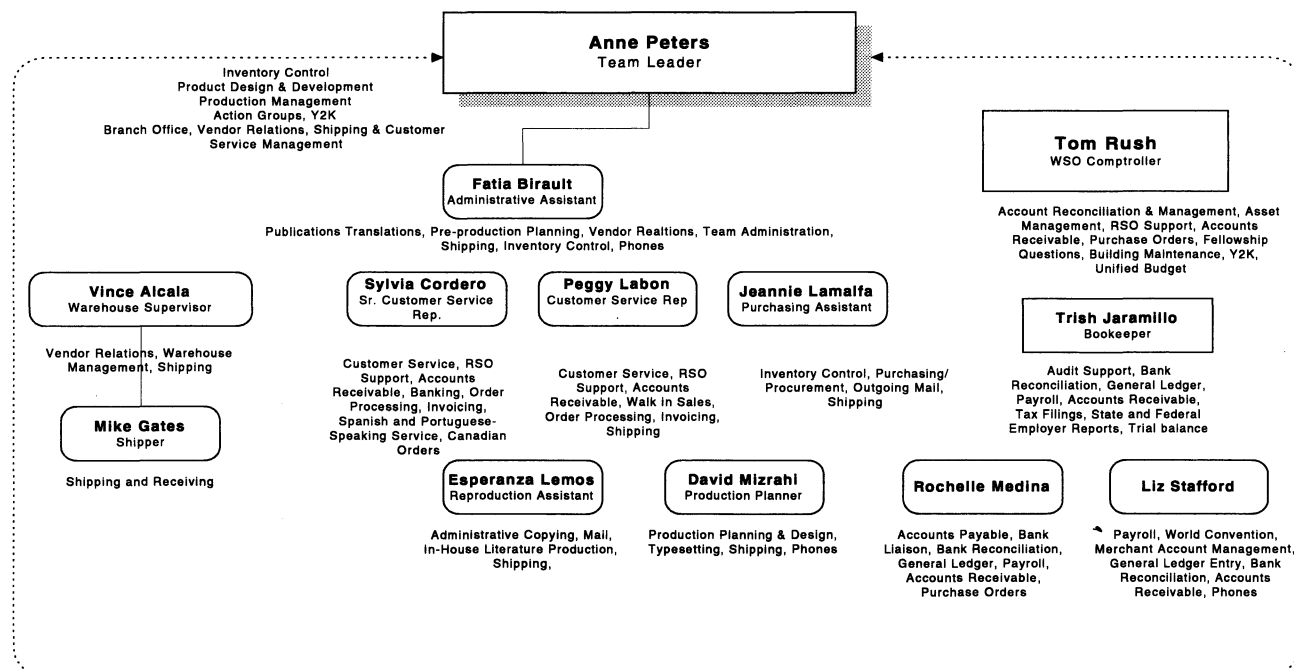 Anne Peters
Team Leader
Inventory Control
Product Design & Development
Production Management
Action Groups, Y2K
Branch Office, Vendor Relations, Shipping & Customer
Service Management
Tom Rush
WSO Comptroller
Account Reconciliation & Management, Asset
Management, RSO Support, Accounts
Receivable, Purchase Orders, Fellowship
Questions, Building Maintenance, Y2K,
Unified Budget
Fatia Birault
Administrative Assistant
Publications Translations, Pre-production Planning, Vendor Realtions, Team Administration,
Shipping, Inventory Control, Phones
Vince Alcala
Warehouse Supervisor
Vendor Relations, Warehouse
Management, Shipping
Mike Gates
Shipper
Shipping and Receiving
Sylvia Cordero
Sr. Customer Service
Rep.
Customer Service, RSO
Support, Accounts
Receivable, Banking, Order
Processing, Invoicing,
Spanish and Portuguese-
Speaking Service, Canadian
Orders
Peggy Labon
Customer Service Rep
.
Customer Service, RSO
Support, Accounts
Receivable, Walk in Sales,
Order Processing, Invoicing,
Shipping
Jeannie Lamalfa
Purchasing Assistant
Inventory Control, Purchasing/
Procurement, Outgoing Mail,
Shipping
Trish Jaramillo
Bookeeper
Audit Support, Bank
Reconciliation, General Ledger,
Payroll, Accounts Receivable,
Tax Filings, State and Federal
Employer Reports, Trial balance
Esperanza Lemos
Reproduction Assistant
Administrative Copying, Mail,
In-House Literature Production,
Shipping,
David Mizrahi
Production Planner
Production Planning & Design,
Typesetting, Shipping, Phones
Rochelle Medina
Accounts Payable, Bank
Liaison, Bank Reconciliation,
General Ledger, Payroll,
Accounts Receivable,
Purchase Orders
Liz Stafford
Payroll, World Convention,
Merchant Account Management,
General Ledger Entry, Bank
Reconciliation, Accounts
Receivable, Phones